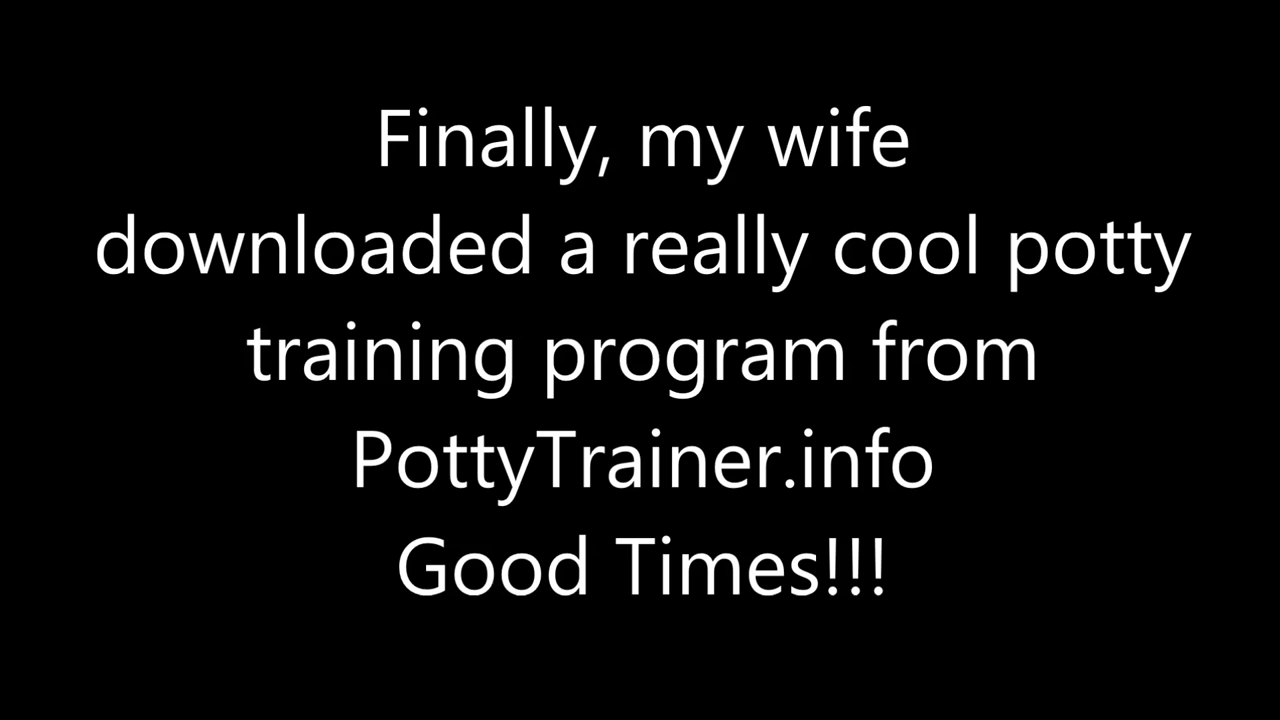 Finally, my wife
downloaded a really cool potty
training program from
PottyTrainer.info
Good Times!!!